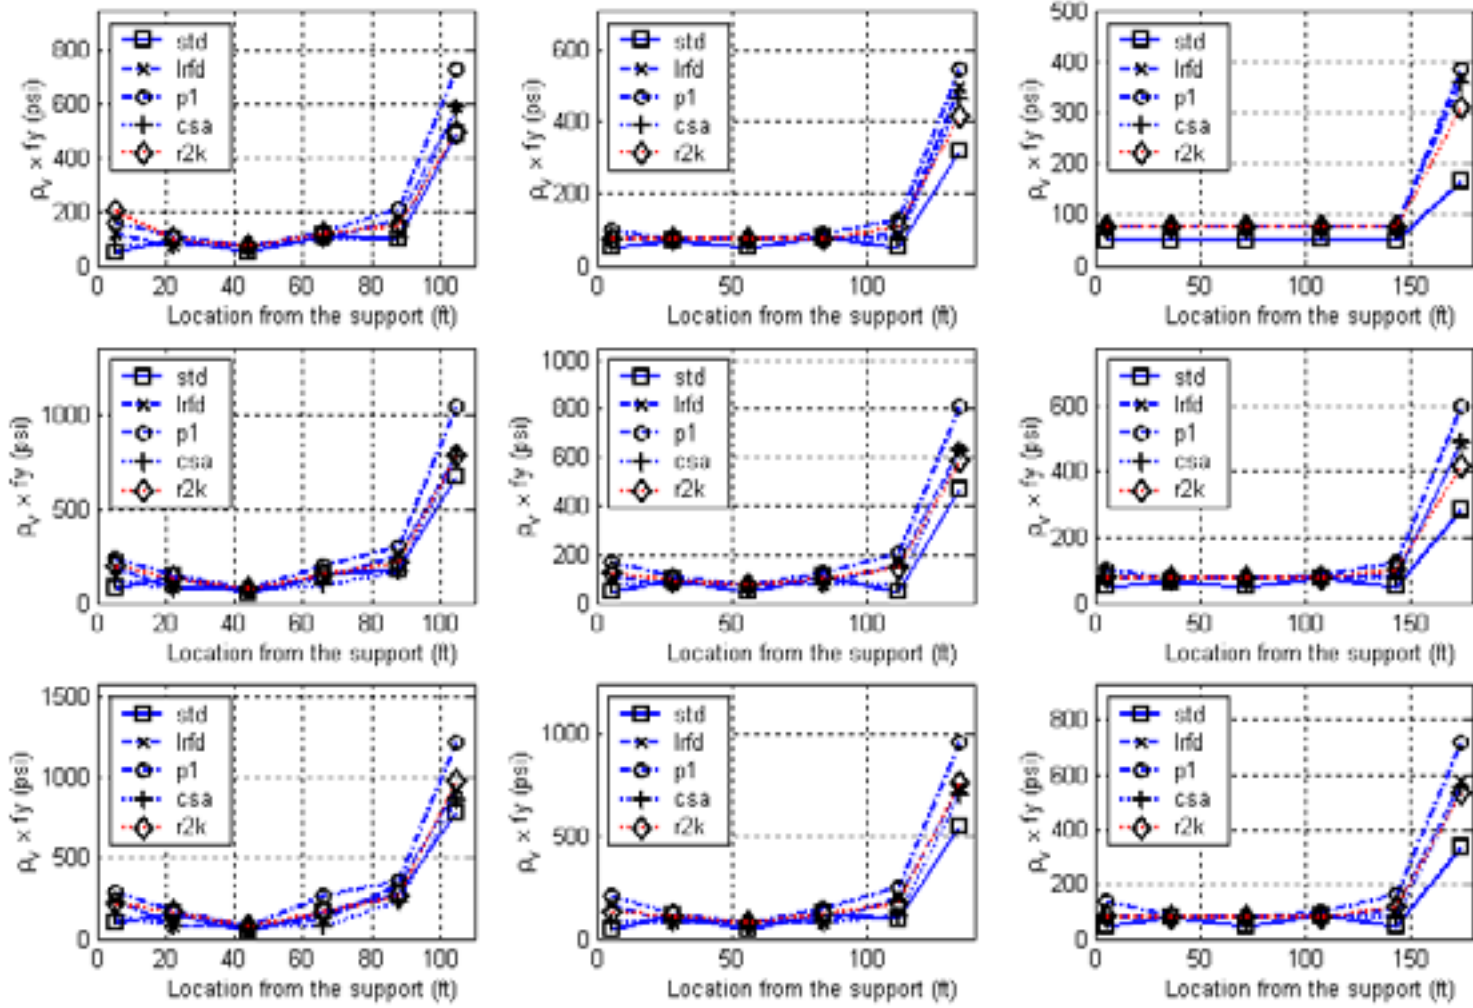 800
600
400
200
0
ρv × fy (psi)
std
lrfd
p1
csa
r2k
0 20 40 60 80 100
Location from the support (ft)
600
400
200
0
ρv × fy (psi)
std
lrfd
p1
csa
r2k
0 50 100
Location from the support (ft)
500
400
300
200
100
0
ρv × fy (psi)
std
lrfd
p1
csa
r2k
0 50 100 150
Location from the support (ft)
1000
500
0
ρv × fy (psi)
std
lrfd
p1
csa
r2k
0 20 40 60 80 100
Location from the support (ft)
1000
800
600
400
200
0
ρv × fy (psi)
std
lrfd
p1
csa
r2k
0 50 100
Location from the support (ft)
600
400
200
0
ρv × fy (psi)
std
lrfd
p1
csa
r2k
0 50 100 150
Location from the support (ft)
1500
1000
500
0
ρv × fy (psi)
std
lrfd
p1
csa
r2k
0 20 40 60 80 100
Location from the support (ft)
1000
500
0
ρv × fy (psi)
std
lrfd
p1
csa
r2k
0 50 100
Location from the support (ft)
800
600
400
200
0
ρv × fy (psi)
std
lrfd
p1
csa
r2k
0 50 100 150
Location from the support (ft)